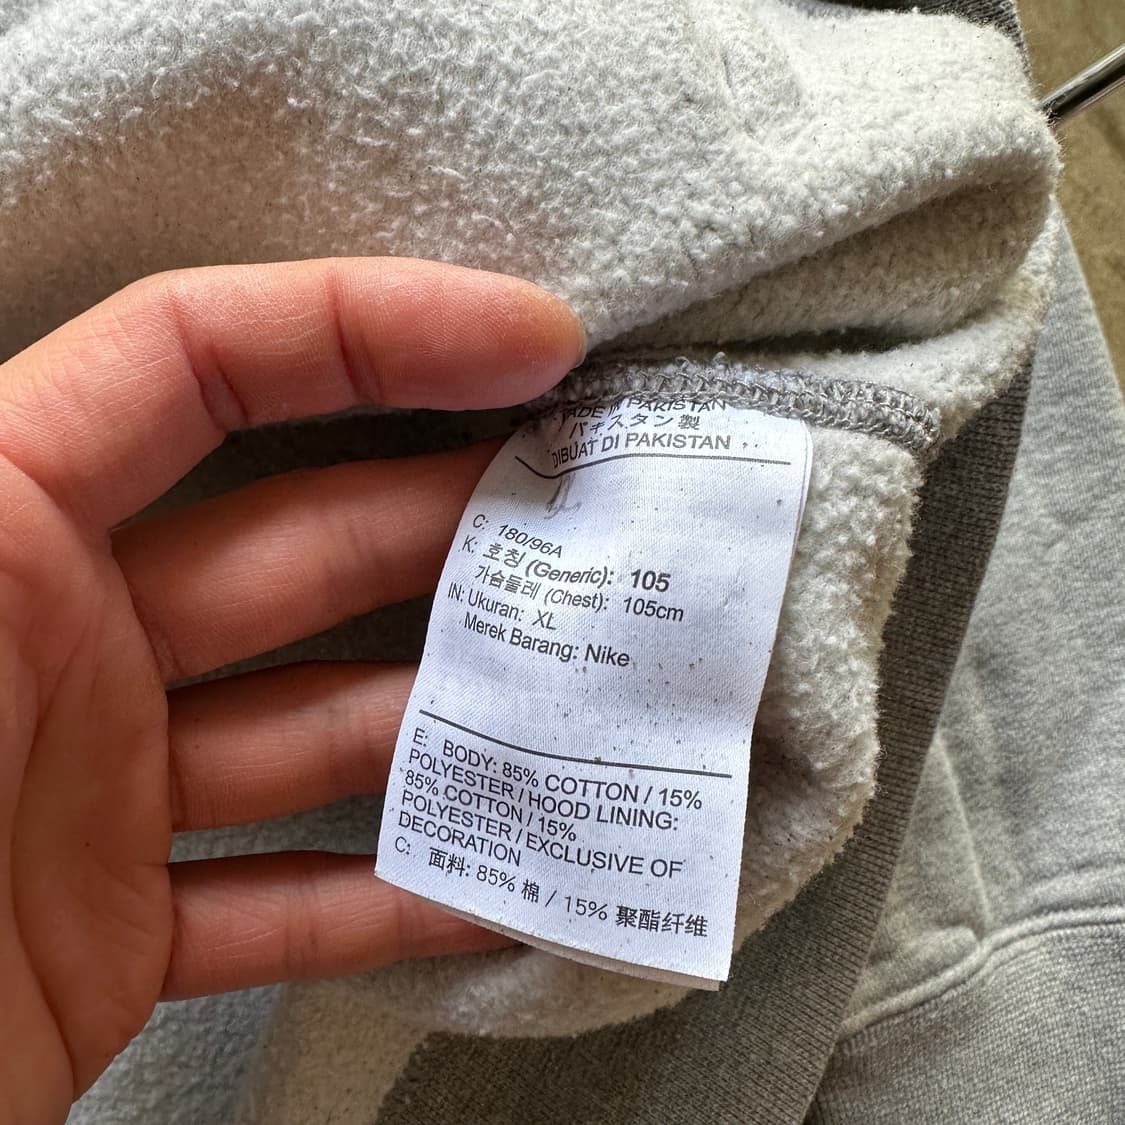 MADE IN PAKISTAN
パキスタン製
DIBUAT DI PAKISTAN
C: 180/96A
K: 호칭 (Generic): 105
가슴둘레 (Chest): 105cm
IN: Ukuran: XL
Merek Barang: Nike
E: BODY: 85% COTTON / 15%
POLYESTER / HOOD LINING:
85% COTTON / 15%
POLYESTER / EXCLUSIVE OF
DECORATION
C: 面料: 85% 棉 / 15% 聚酯纤维